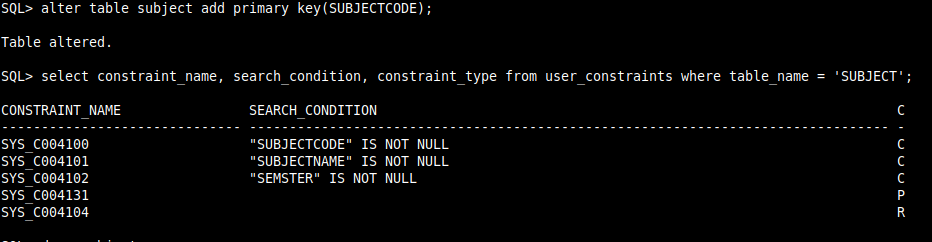 SQL> alter table subject add primary key(SUBJECTCODE);
Table altered.
SQL> select constraint_name, search_condition, constraint_type from user_constraints where table_name = 'SUBJECT';
CONSTRAINT_NAME SEARCH_CONDITION C
------------------------------ -------------------------------------------------------------------------------- -
SYS_C004100 "SUBJECTCODE" IS NOT NULL C
SYS_C004101 "SUBJECTNAME" IS NOT NULL C
SYS_C004102 "SEMSTER" IS NOT NULL C
SYS_C004131 P
SYS_C004104 R